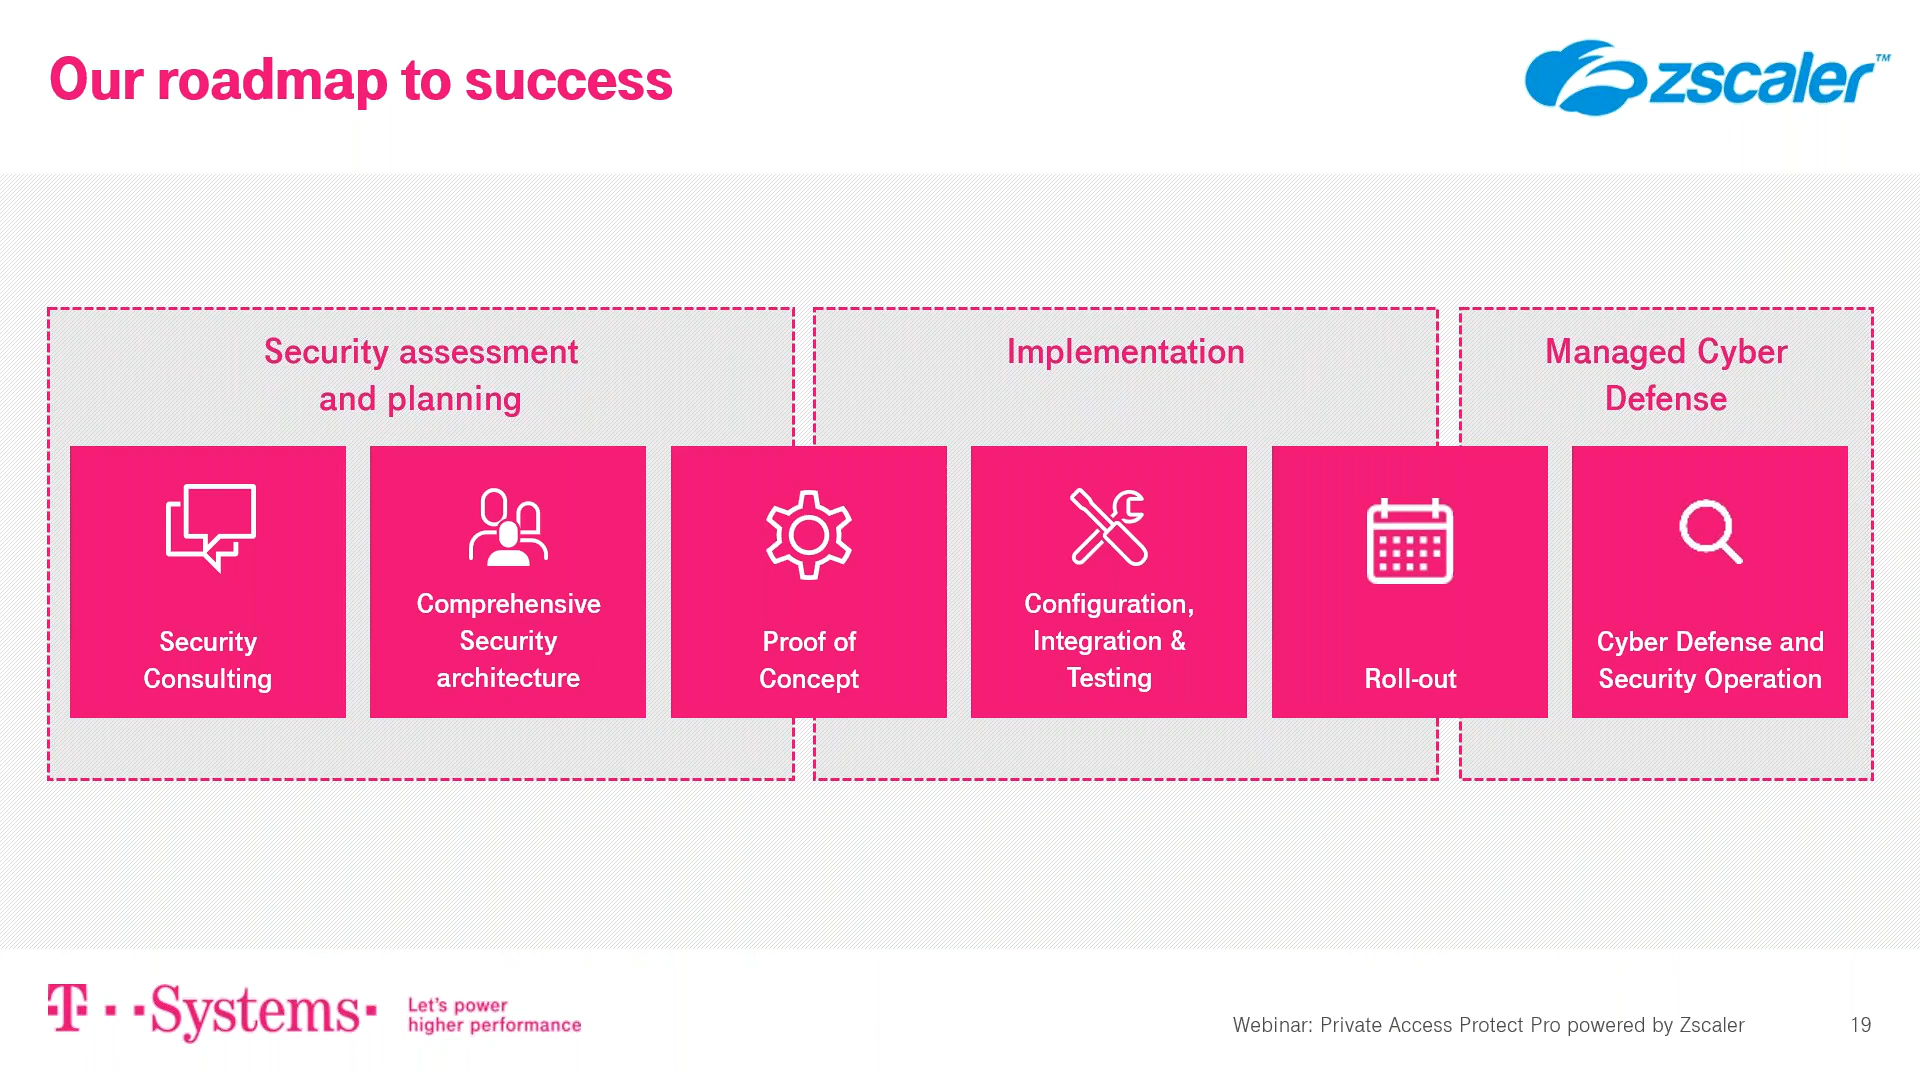 Our roadmap to success
zscaler™
Security assessment
and planning
Implementation
Managed Cyber
Defense
Security
Consulting
Comprehensive
Security
architecture
Proof of
Concept
Configuration,
Integration &
Testing
Roll-out
Cyber Defense and
Security Operation
T··Systems·
Let's power
higher performance
Webinar: Private Access Protect Pro powered by Zscaler
19